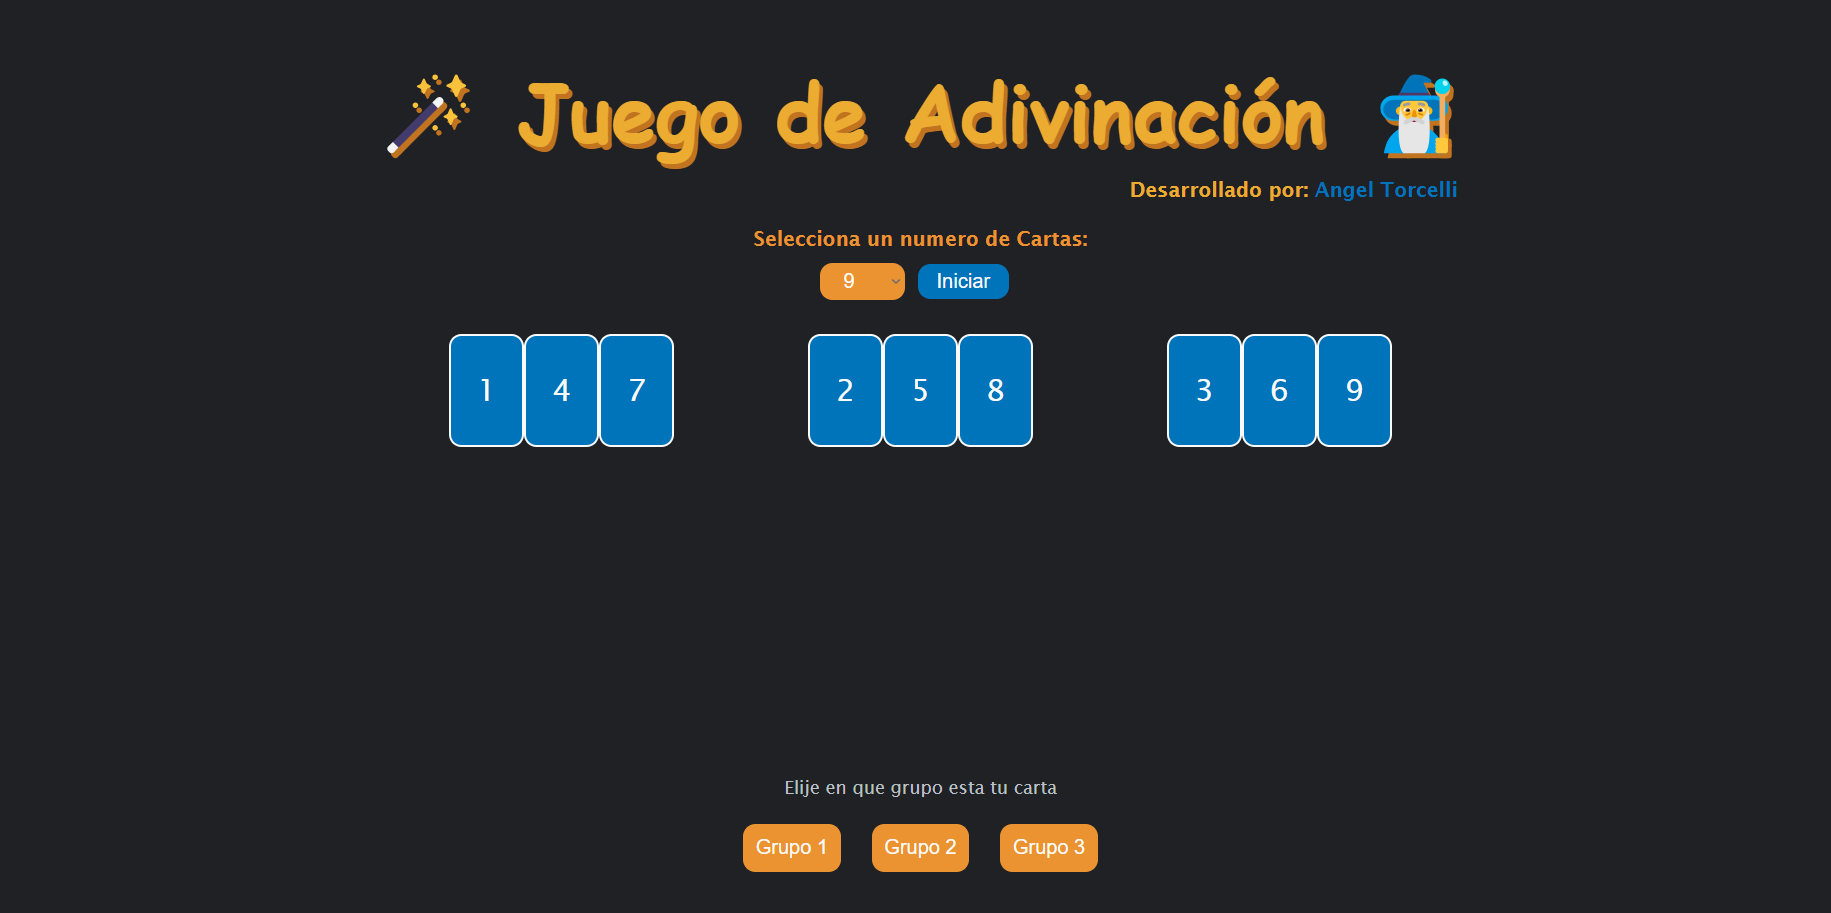 Juego de Adivinación
Desarrollado por: Angel Torcelli
Selecciona un numero de Cartas:
9 Iniciar
1 4 7 2 5 8 3 6 9
Elije en que grupo esta tu carta
Grupo 1 Grupo 2 Grupo 3